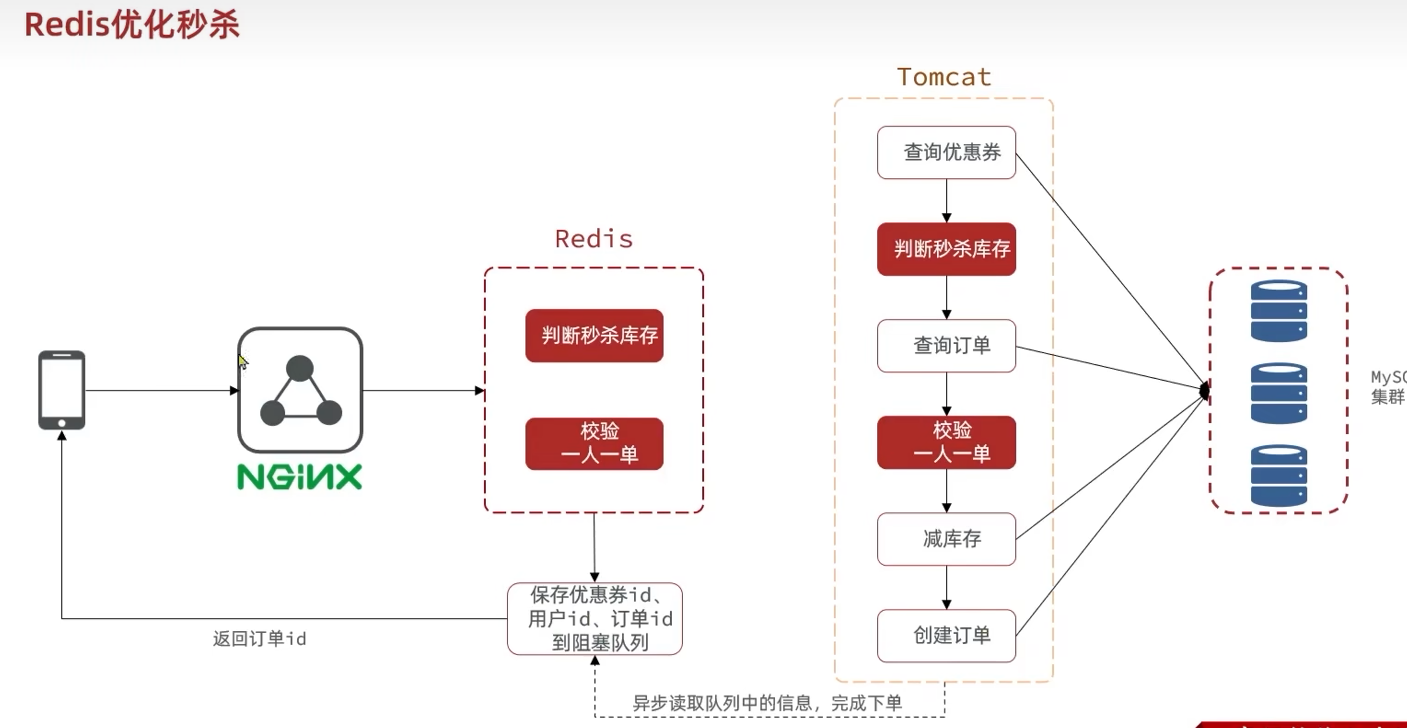 Redis优化秒杀
Tomcat
查询优惠券
判断秒杀库存
查询订单
校验
一人一单
减库存
创建订单
Redis
判断秒杀库存
校验
一人一单
NGiNX
保存优惠券id、
用户id、订单id
到阻塞队列
返回订单id
异步读取队列中的信息，完成下单
MySQ
集群